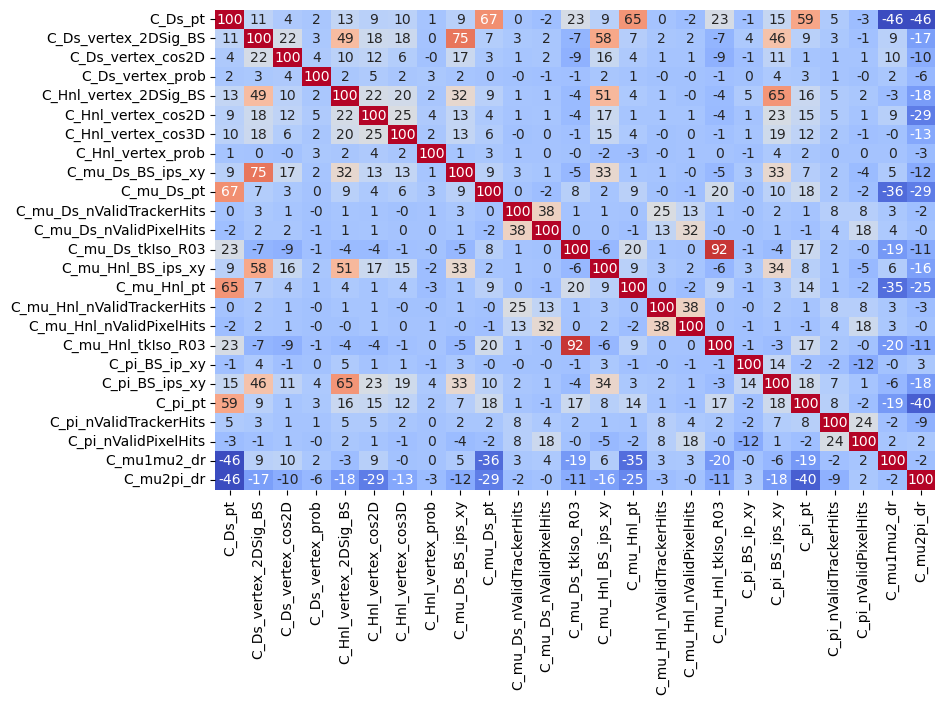 C_Ds_pt 100 11 4 2 13 9 10 1 9 67 0 -2 23 9 65 0 -2 23 -1 15 59 5 -3 -46 -46
C_Ds_vertex_2DSig_BS 11 100 22 3 49 18 18 0 75 7 3 2 -7 58 7 2 2 -7 4 46 9 3 -1 9 -17
C_Ds_vertex_cos2D 4 22 100 4 10 12 6 -0 17 3 1 2 -9 16 4 1 1 -9 -1 11 1 1 1 10 -10
C_Ds_vertex_prob 2 3 4 100 2 5 2 3 2 0 -0 -1 -1 2 1 -0 -0 -1 0 4 3 1 -0 2 -6
C_Hnl_vertex_2DSig_BS 13 49 10 2 100 22 20 2 32 9 1 1 -4 51 4 1 -0 -4 5 65 16 5 2 -3 -18
C_Hnl_vertex_cos2D 9 18 12 5 22 100 25 4 13 4 1 1 -4 17 1 1 1 -4 1 23 15 5 1 9 -29
C_Hnl_vertex_cos3D 10 18 6 2 20 25 100 2 13 6 -0 0 -1 15 4 -0 0 -1 1 19 12 2 -1 -0 -13
C_Hnl_vertex_prob 1 0 -0 3 2 4 2 100 1 3 1 0 0 -2 -3 -0 1 0 -1 4 2 0 0 0 -3
C_mu_Ds_BS_ips_xy 9 75 17 2 32 13 13 1 100 9 3 1 -5 33 1 1 -0 -5 3 33 7 2 -4 5 -12
C_mu_Ds_pt 67 7 3 0 9 4 6 3 9 100 0 -2 8 2 9 -0 -1 20 -0 10 18 2 -2 -36 -29
C_mu_Ds_nValidTrackerHits 0 3 1 -0 1 1 -0 1 3 0 100 38 1 1 0 25 13 1 -0 2 1 8 8 3 -2
C_mu_Ds_nValidPixelHits -2 2 2 -1 1 1 0 0 1 -2 38 100 0 0 -1 13 32 0 -0 1 -1 4 18 4 -0
C_mu_Ds_tkIso_R03 23 -7 -9 -1 -4 -4 -1 0 -5 8 1 0 100 -6 20 1 0 92 -1 -4 17 2 -0 -19 -11
C_mu_Hnl_BS_ips_xy 9 58 16 2 51 17 15 -2 33 2 1 0 -6 100 9 3 2 -6 3 34 8 1 -5 6 -16
C_mu_Hnl_pt 65 7 4 1 4 1 4 -3 1 9 0 -1 20 9 100 0 -2 9 -1 3 14 1 -2 -35 -25
C_mu_Hnl_nValidTrackerHits 0 2 1 -0 1 1 -0 -0 1 -0 25 13 1 3 0 100 38 0 1 2 1 8 8 3 -3
C_mu_Hnl_nValidPixelHits -2 2 1 -0 -0 1 0 1 -0 -1 13 32 0 2 -2 38 100 0 1 1 -1 4 18 3 -0
C_mu_Hnl_tkIso_R03 23 -7 -9 -1 -4 -4 -1 0 -5 20 1 0 92 -6 9 0 0 100 -1 -3 17 2 -0 -20 -11
C_pi_BS_ip_xy -1 4 -1 0 5 1 1 -1 3 -0 -0 -0 -1 3 -1 1 1 -1 100 14 -2 -2 -12 -0 3
C_pi_BS_ips_xy 15 46 11 4 65 23 19 4 33 10 2 1 -4 34 3 2 1 -3 14 100 18 7 1 -6 -18
C_pi_pt 59 9 1 3 16 15 12 2 7 18 1 -1 17 8 14 1 -1 17 -2 18 100 8 -2 -19 -40
C_pi_nValidTrackerHits 5 3 1 1 5 5 2 0 2 2 8 4 2 1 1 8 4 2 -2 7 8 100 24 -2 -9
C_pi_nValidPixelHits -3 -1 1 -0 2 1 -1 0 -4 -2 8 18 -0 -5 -2 8 18 -0 -12 1 -2 24 100 2 2
C_mu1mu2_dr -46 9 10 2 -3 9 -0 0 5 -36 3 4 -19 6 -35 3 3 -20 -0 -6 -19 -2 2 100 -2
C_mu2pi_dr -46 -17 -10 -6 -18 -29 -13 -3 -12 -29 -2 -0 -11 -16 -25 -3 -0 -11 3 -18 -40 -9 2 -2 100
C_Ds_pt
C_Ds_vertex_2DSig_BS
C_Ds_vertex_cos2D
C_Ds_vertex_prob
C_Hnl_vertex_2DSig_BS
C_Hnl_vertex_cos2D
C_Hnl_vertex_cos3D
C_Hnl_vertex_prob
C_mu_Ds_BS_ips_xy
C_mu_Ds_pt
C_mu_Ds_nValidTrackerHits
C_mu_Ds_nValidPixelHits
C_mu_Ds_tkIso_R03
C_mu_Hnl_BS_ips_xy
C_mu_Hnl_pt
C_mu_Hnl_nValidTrackerHits
C_mu_Hnl_nValidPixelHits
C_mu_Hnl_tkIso_R03
C_pi_BS_ip_xy
C_pi_BS_ips_xy
C_pi_pt
C_pi_nValidTrackerHits
C_pi_nValidPixelHits
C_mu1mu2_dr
C_mu2pi_dr